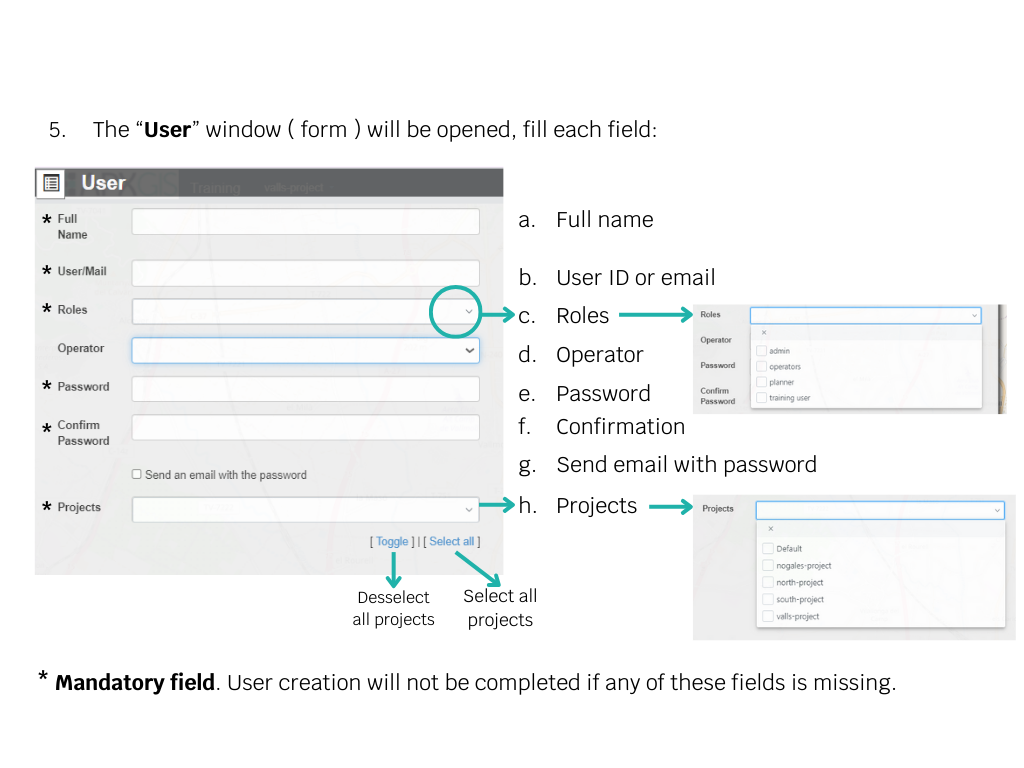 5. The “User” window ( form ) will be opened, fill each field:
User
Training valls-project
* Full
Name
* User/Mail
* Roles
Operator
* Password
* Confirm
Password
Send an email with the password
* Projects
[ Toggle ] | [ Select all ]
Desselect
all projects
Select all
projects
a. Full name
b. User ID or email
c. Roles
d. Operator
e. Password
f. Confirmation
g. Send email with password
h. Projects
Roles
×
Operator
admin
Password
operators
planner
Confirm
Password
training user
Projects
×
Default
nogales-project
north-project
south-project
valls-project
* Mandatory field. User creation will not be completed if any of these fields is missing.